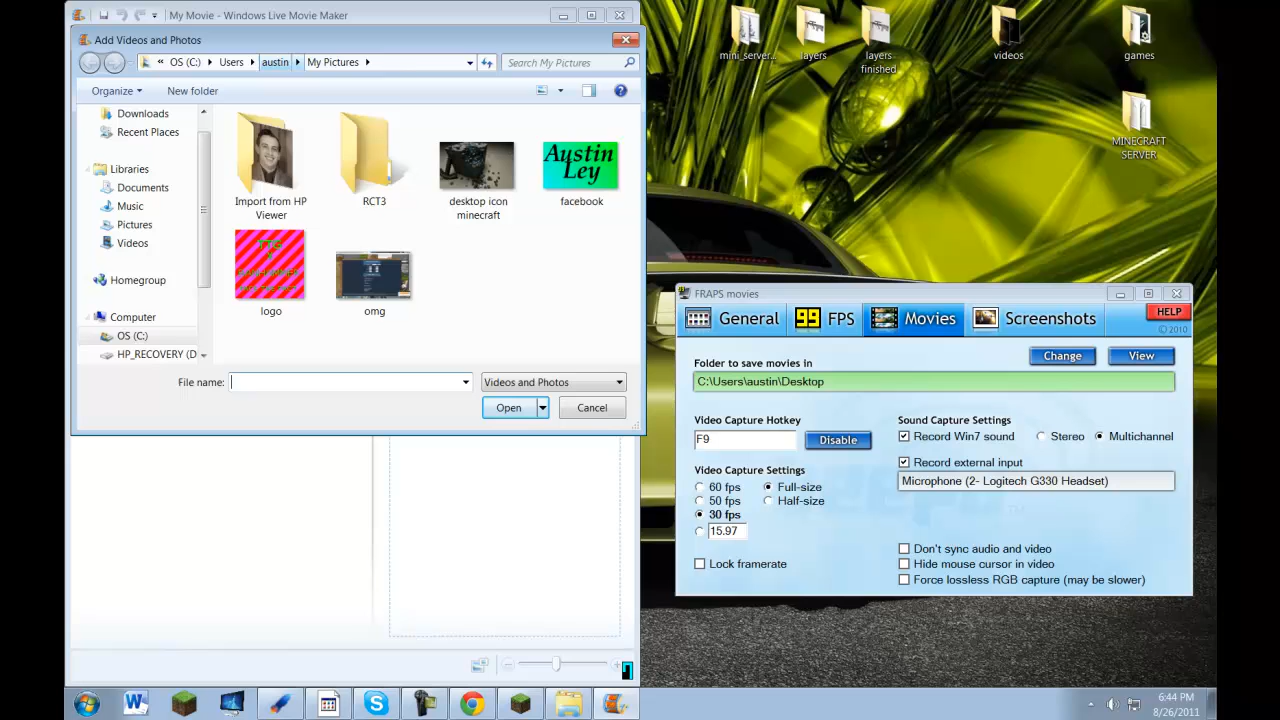 My Movie - Windows Live Movie Maker
Add Videos and Photos
« OS (C:) Users austin My Pictures
Search My Pictures
Organize New folder
Downloads
Recent Places
Libraries
Documents
Music
Pictures
Videos
Homegroup
Computer
OS (C:)
HP_RECOVERY (D
Import from HP
Viewer
RCT3
desktop icon
minecraft
Austin
Ley
facebook
logo
omg
File name:
Videos and Photos
Open Cancel
mini_server...
layers
layers
finished
videos
games
MINECRAFT
SERVER
FRAPS movies
General
99 FPS
Movies
Screenshots
HELP
© 2010
Folder to save movies in
Change View
C:\Users\austin\Desktop
Video Capture Hotkey
F9 Disable
Video Capture Settings
60 fps Full-size
50 fps Half-size
30 fps
15.97
Lock framerate
Sound Capture Settings
Record Win7 sound Stereo Multichannel
Record external input
Microphone (2- Logitech G330 Headset)
Don't sync audio and video
Hide mouse cursor in video
Force lossless RGB capture (may be slower)
6:44 PM
8/26/2011